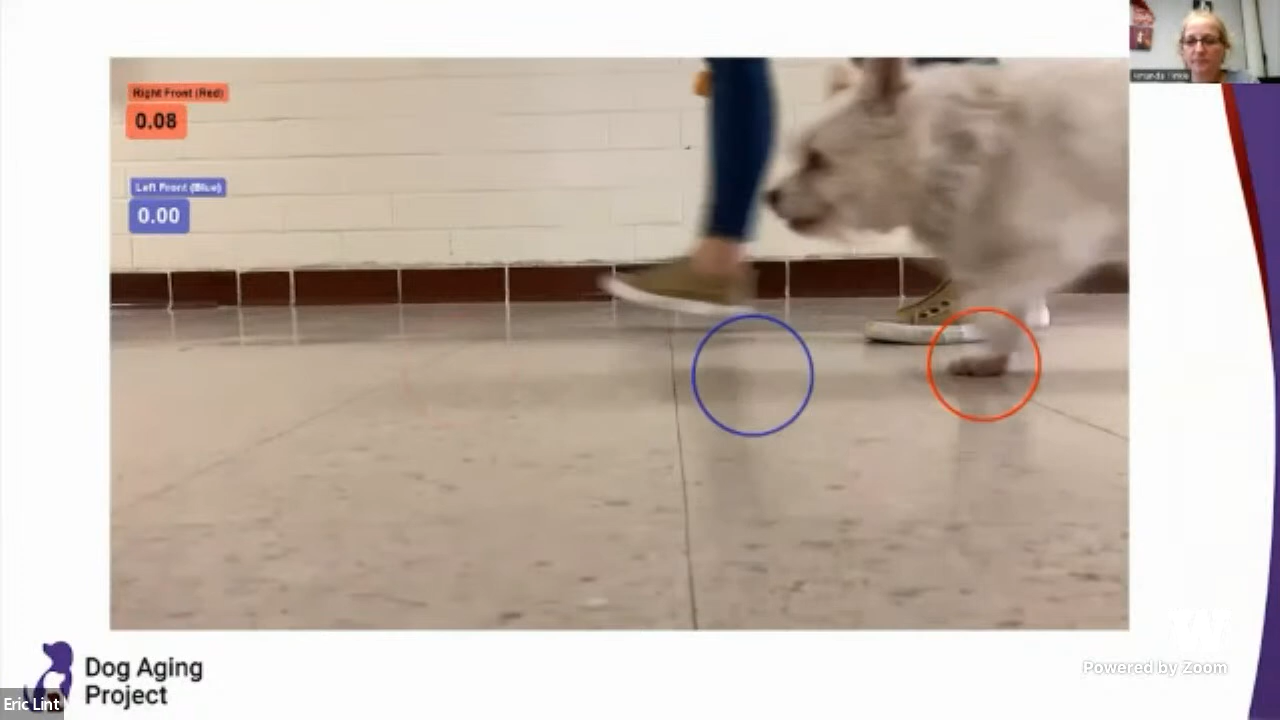 Right Front (Red)
0.08
Left Front (Blue)
0.00
Dog Aging
Project
Eric Lint
Powered by Zoom